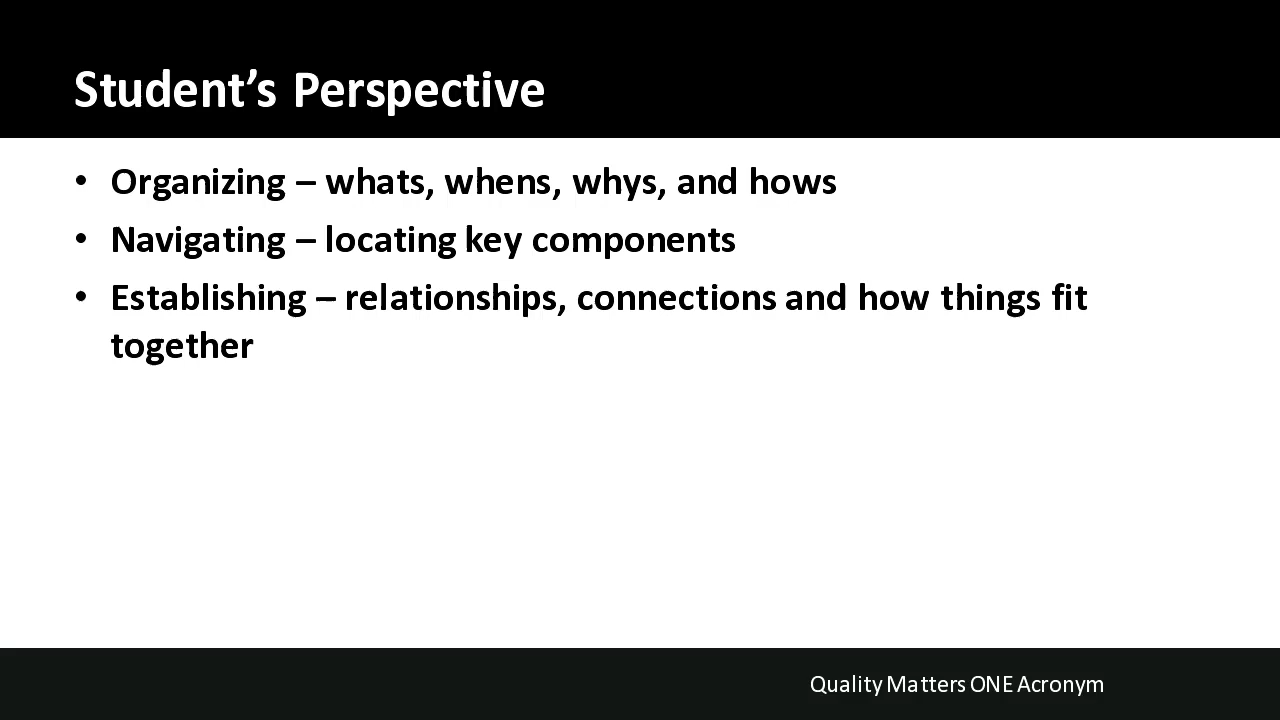 Student’s Perspective
• Organizing – whats, whens, whys, and hows
• Navigating – locating key components
• Establishing – relationships, connections and how things fit
together
Quality Matters ONE Acronym